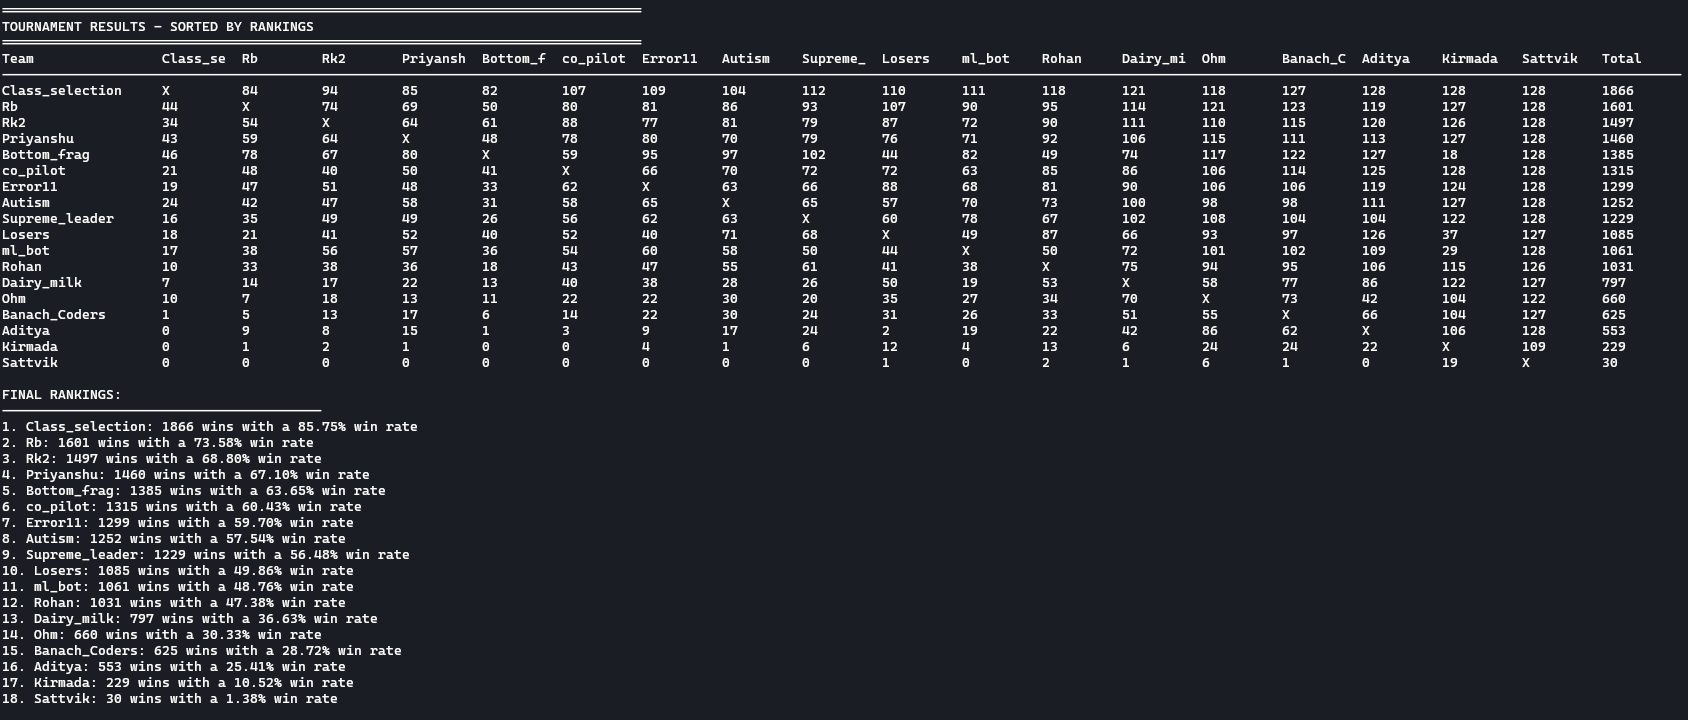 TOURNAMENT RESULTS - SORTED BY RANKINGS
Team Class_se Rb Rk2 Priyansh Bottom_f co_pilot Error11 Autism Supreme_ Losers ml_bot Rohan Dairy_mi Ohm Banach_C Aditya Kirmada Sattvik Total
Class_selection X 84 94 85 82 107 109 104 112 110 111 118 121 118 127 128 128 128 1866
Rb 44 X 74 69 50 80 81 86 93 107 90 95 114 121 123 119 127 128 1601
Rk2 34 54 X 64 61 88 77 81 79 87 72 90 111 110 115 120 126 128 1497
Priyanshu 43 59 64 X 48 78 80 70 79 76 71 92 106 115 111 113 127 128 1460
Bottom_frag 46 78 67 80 X 59 95 97 102 44 82 49 74 117 122 127 18 128 1385
co_pilot 21 48 40 50 41 X 66 70 72 72 63 85 86 106 114 125 128 128 1315
Error11 19 47 51 48 33 62 X 63 66 88 68 81 90 106 106 119 124 128 1299
Autism 24 42 47 58 31 58 65 X 65 57 70 73 100 98 98 111 127 128 1252
Supreme_leader 16 35 49 49 26 56 62 63 X 60 78 67 102 108 104 104 122 128 1229
Losers 18 21 41 52 40 52 40 71 68 X 49 87 66 93 97 126 37 127 1085
ml_bot 17 38 56 57 36 54 60 58 50 44 X 50 72 101 102 109 29 128 1061
Rohan 10 33 38 36 18 43 47 55 61 41 38 X 75 94 95 106 115 126 1031
Dairy_milk 7 14 17 22 13 40 38 28 26 50 19 53 X 58 77 86 122 127 797
Ohm 10 7 18 13 11 22 22 30 20 35 27 34 70 X 73 42 104 122 660
Banach_Coders 1 5 13 17 6 14 22 30 24 31 26 33 51 55 X 66 104 127 625
Aditya 0 9 8 15 1 3 9 17 24 2 19 22 42 86 62 X 106 128 553
Kirmada 0 1 2 1 0 0 4 1 6 12 4 13 6 24 24 22 X 109 229
Sattvik 0 0 0 0 0 0 0 0 0 1 0 2 1 6 1 0 19 X 30
FINAL RANKINGS:
1. Class_selection: 1866 wins with a 85.75% win rate
2. Rb: 1601 wins with a 73.58% win rate
3. Rk2: 1497 wins with a 68.80% win rate
4. Priyanshu: 1460 wins with a 67.10% win rate
5. Bottom_frag: 1385 wins with a 63.65% win rate
6. co_pilot: 1315 wins with a 60.43% win rate
7. Error11: 1299 wins with a 59.70% win rate
8. Autism: 1252 wins with a 57.54% win rate
9. Supreme_leader: 1229 wins with a 56.48% win rate
10. Losers: 1085 wins with a 49.86% win rate
11. ml_bot: 1061 wins with a 48.76% win rate
12. Rohan: 1031 wins with a 47.38% win rate
13. Dairy_milk: 797 wins with a 36.63% win rate
14. Ohm: 660 wins with a 30.33% win rate
15. Banach_Coders: 625 wins with a 28.72% win rate
16. Aditya: 553 wins with a 25.41% win rate
17. Kirmada: 229 wins with a 10.52% win rate
18. Sattvik: 30 wins with a 1.38% win rate